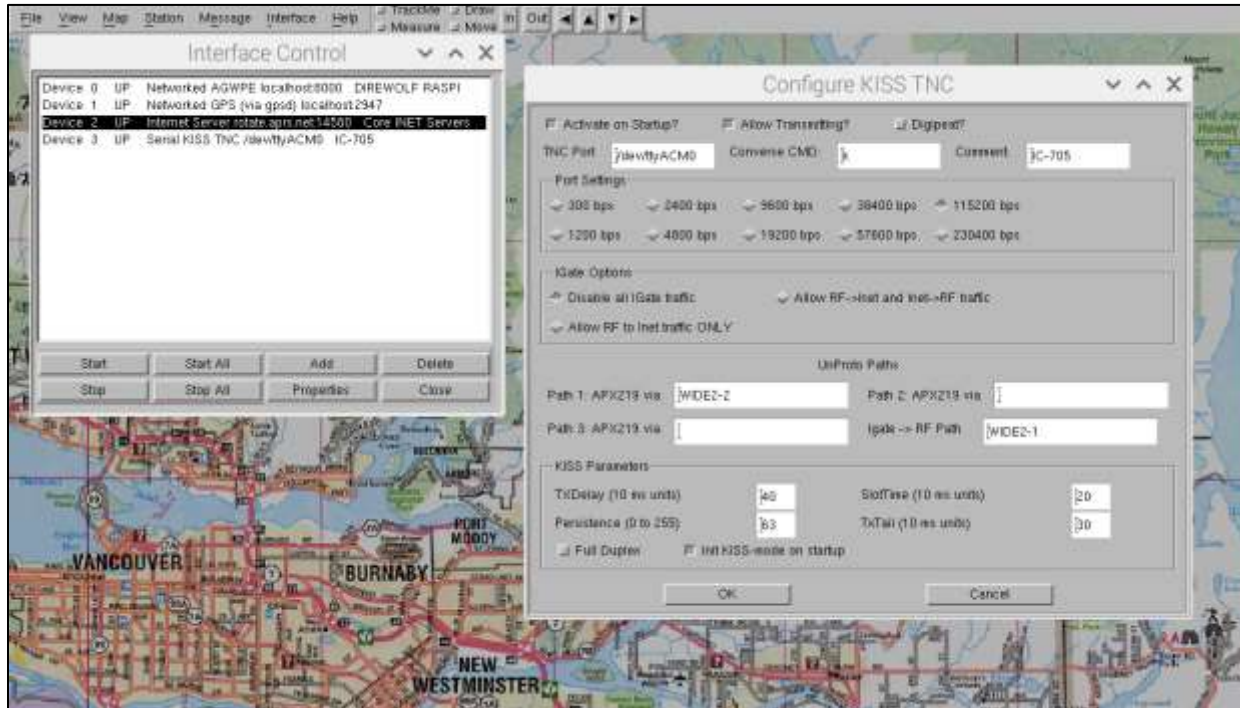 File View Map Station Message Interface Help TrackMe Draw In Out
Measure Move
Interface Control
Device 0 UP Networked AGWPE localhost:8000 DIREWOLF RASPI
Device 1 UP Networked GPS (via gpsd) localhost:2947
Device 2 UP Internet Server rotate.aprs.net:14580 Core INET Servers
Device 3 UP Serial KISS TNC /dev/ttyACM0 IC-705
Start Start All Add Delete
Stop Stop All Properties Close
Configure KISS TNC
Activate on Startup? Allow Transmitting? Digipeat?
TNC Port /dev/ttyACM0 Converse CMD: k Comment: IC-705
Port Settings
300 bps 2400 bps 9600 bps 38400 bps 115200 bps
1200 bps 4800 bps 19200 bps 57600 bps 230400 bps
IGate Options
Disable all IGate traffic Allow RF->Inet and Inet->RF traffic
Allow RF to Inet traffic ONLY
UnProto Paths
Path 1: APX219 via WIDE2-2 Path 2: APX219 via
Path 3: APX219 via Igate -> RF Path WIDE2-1
KISS Parameters
TxDelay (10 ms units) 40 SlotTime (10 ms units) 20
Persistence (0 to 255) 63 TxTail (10 ms units) 30
Full Duplex Init KISS-mode on startup
OK Cancel
PORT
MOODY
VANCOUVER
BURNABY
NEW
WESTMINSTER